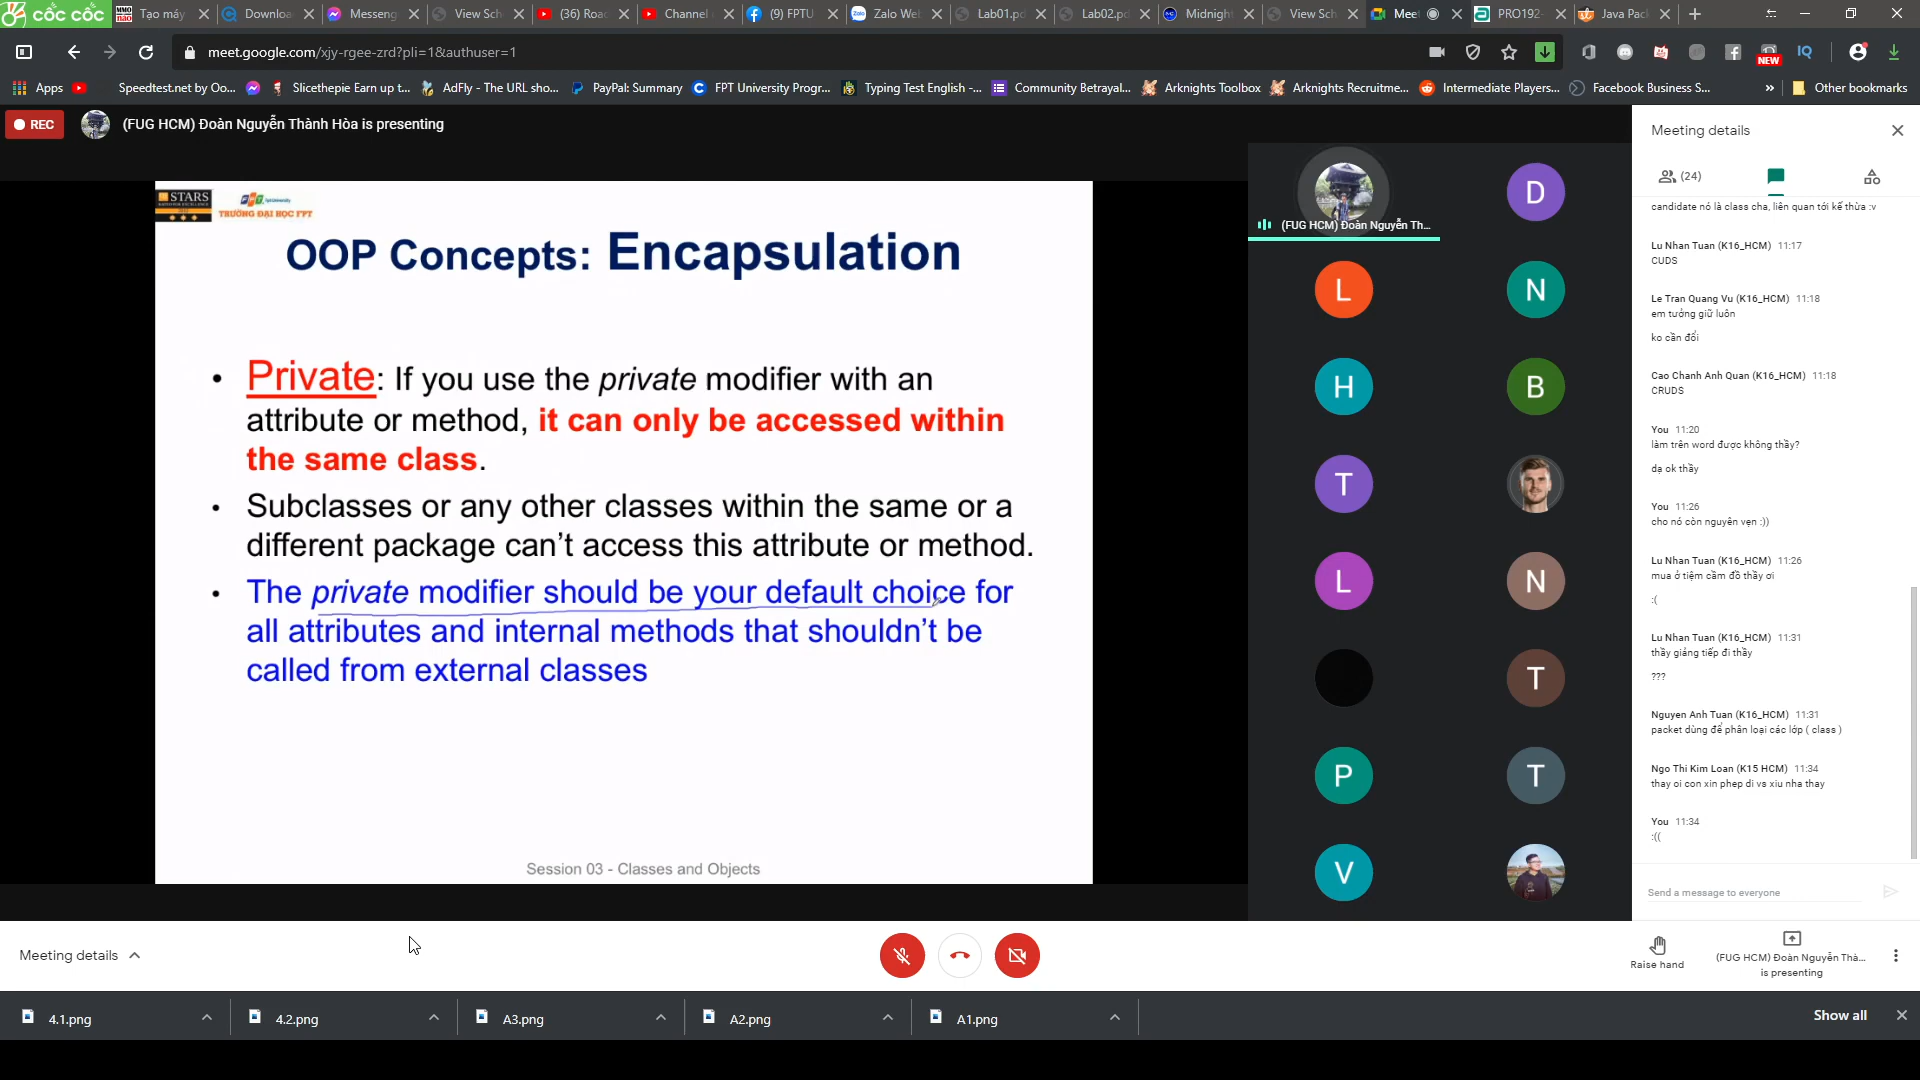 cốc cốc
Tạo máy
Downloa
Messeng
View Sch
(36) Roa
Channel
(9) FPTU
Zalo We
Lab01.pd
Lab02.pd
Midnigh
View Sch
Meet
PRO192-
Java Pac
meet.google.com/xjy-rgee-zrd?pli=1&authuser=1
NEW
IQ
Apps
Speedtest.net by Oo...
Slicethepie Earn up t...
AdFly - The URL sho...
PayPal: Summary
FPT University Progr...
Typing Test English -...
Community Betrayal...
Arknights Toolbox
Arknights Recruitme...
Intermediate Players...
Facebook Business S...
»
Other bookmarks
REC
(FUG HCM) Đoàn Nguyễn Thành Hòa is presenting
STARS
TRƯỜNG ĐẠI HỌC FPT
OOP Concepts: Encapsulation
• Private: If you use the private modifier with an
attribute or method, it can only be accessed within
the same class.
• Subclasses or any other classes within the same or a
different package can't access this attribute or method.
• The private modifier should be your default choice for
all attributes and internal methods that shouldn't be
called from external classes
Session 03 - Classes and Objects
(FUG HCM) Đoàn Nguyễn Th...
D
L
N
H
B
T
L
N
T
P
T
V
Meeting details
(24)
candidate nó là class cha, liên quan tới kế thừa :v
Lu Nhan Tuan (K16_HCM) 11:17
CUDS
Le Tran Quang Vu (K16_HCM) 11:18
em tưởng giữ luôn
ko cần đổi
Cao Chanh Anh Quan (K16_HCM) 11:18
CRUDS
You 11:20
làm trên word được không thầy?
dạ ok thầy
You 11:26
cho nó còn nguyên vẹn :))
Lu Nhan Tuan (K16_HCM) 11:26
mua ở tiệm cầm đồ thầy ơi
:(
Lu Nhan Tuan (K16_HCM) 11:31
thầy giảng tiếp đi thầy
???
Nguyen Anh Tuan (K16_HCM) 11:31
packet dùng để phân loại các lớp ( class )
Ngo Thi Kim Loan (K15 HCM) 11:34
thay oi con xin phep di vs xiu nha thay
You 11:34
:((
Send a message to everyone
Meeting details
Raise hand
(FUG HCM) Đoàn Nguyễn Thà...
is presenting
4.1.png
4.2.png
A3.png
A2.png
A1.png
Show all